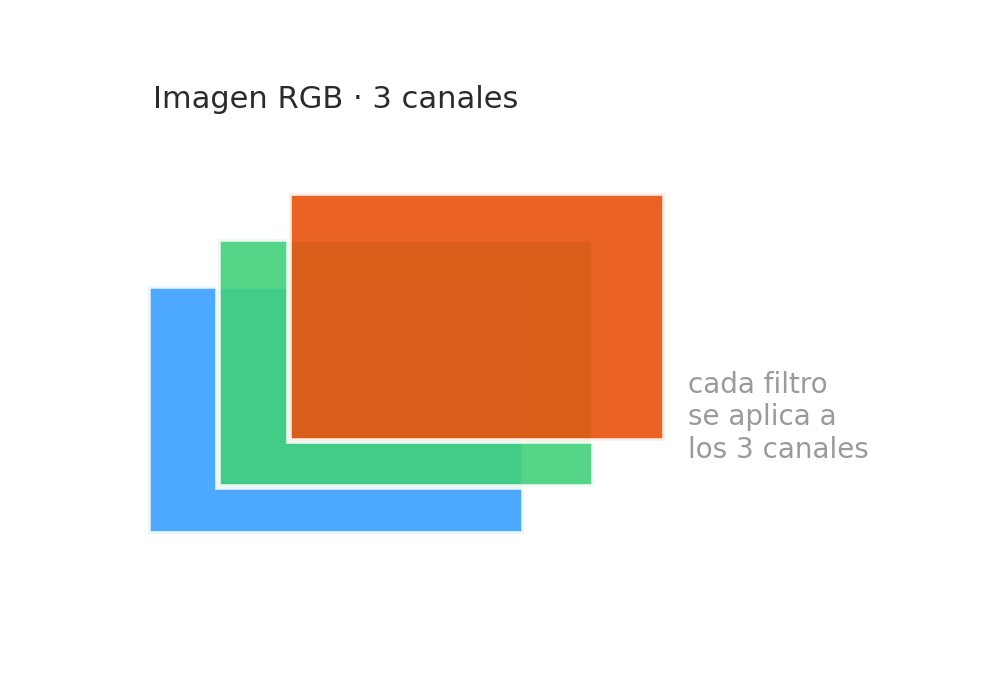 Imagen RGB · 3 canales
cada filtro
se aplica a
los 3 canales